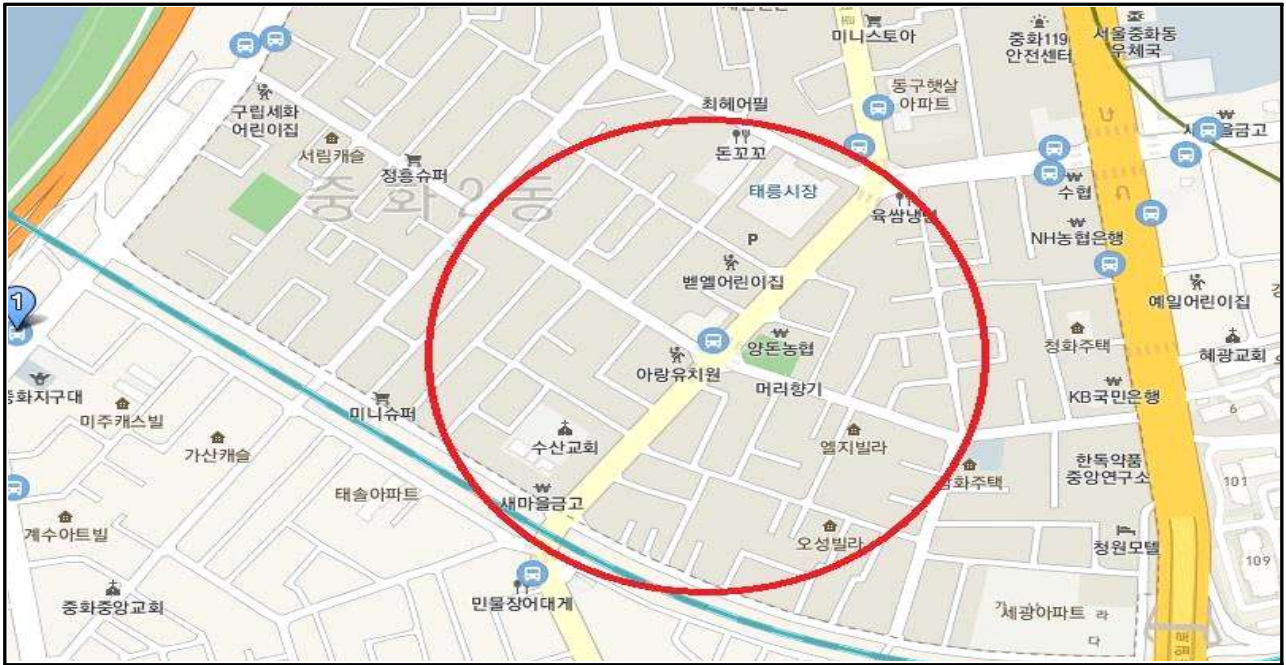 미니스토아
중화119
안전센터
서울중화동
우체국
동구햇살
아파트
구립세화
어린이집
서림캐슬
최헤어필
돈꼬꼬
정흥슈퍼
중화2동
태릉시장
육쌈냉면
수협
NH농협은행
P
벧엘어린이집
예일어린이집
1
양돈농협
청화주택
혜광교회
아랑유치원
머리향기
KB국민은행
6
중화지구대
미주캐스빌
미니슈퍼
가산캐슬
수산교회
엘지빌라
한독약품
중앙연구소
101
태솔아파트
새마을금고
계수아트빌
오성빌라
청원모텔
109
중화중앙교회
민물장어대게
세광아파트
라
다